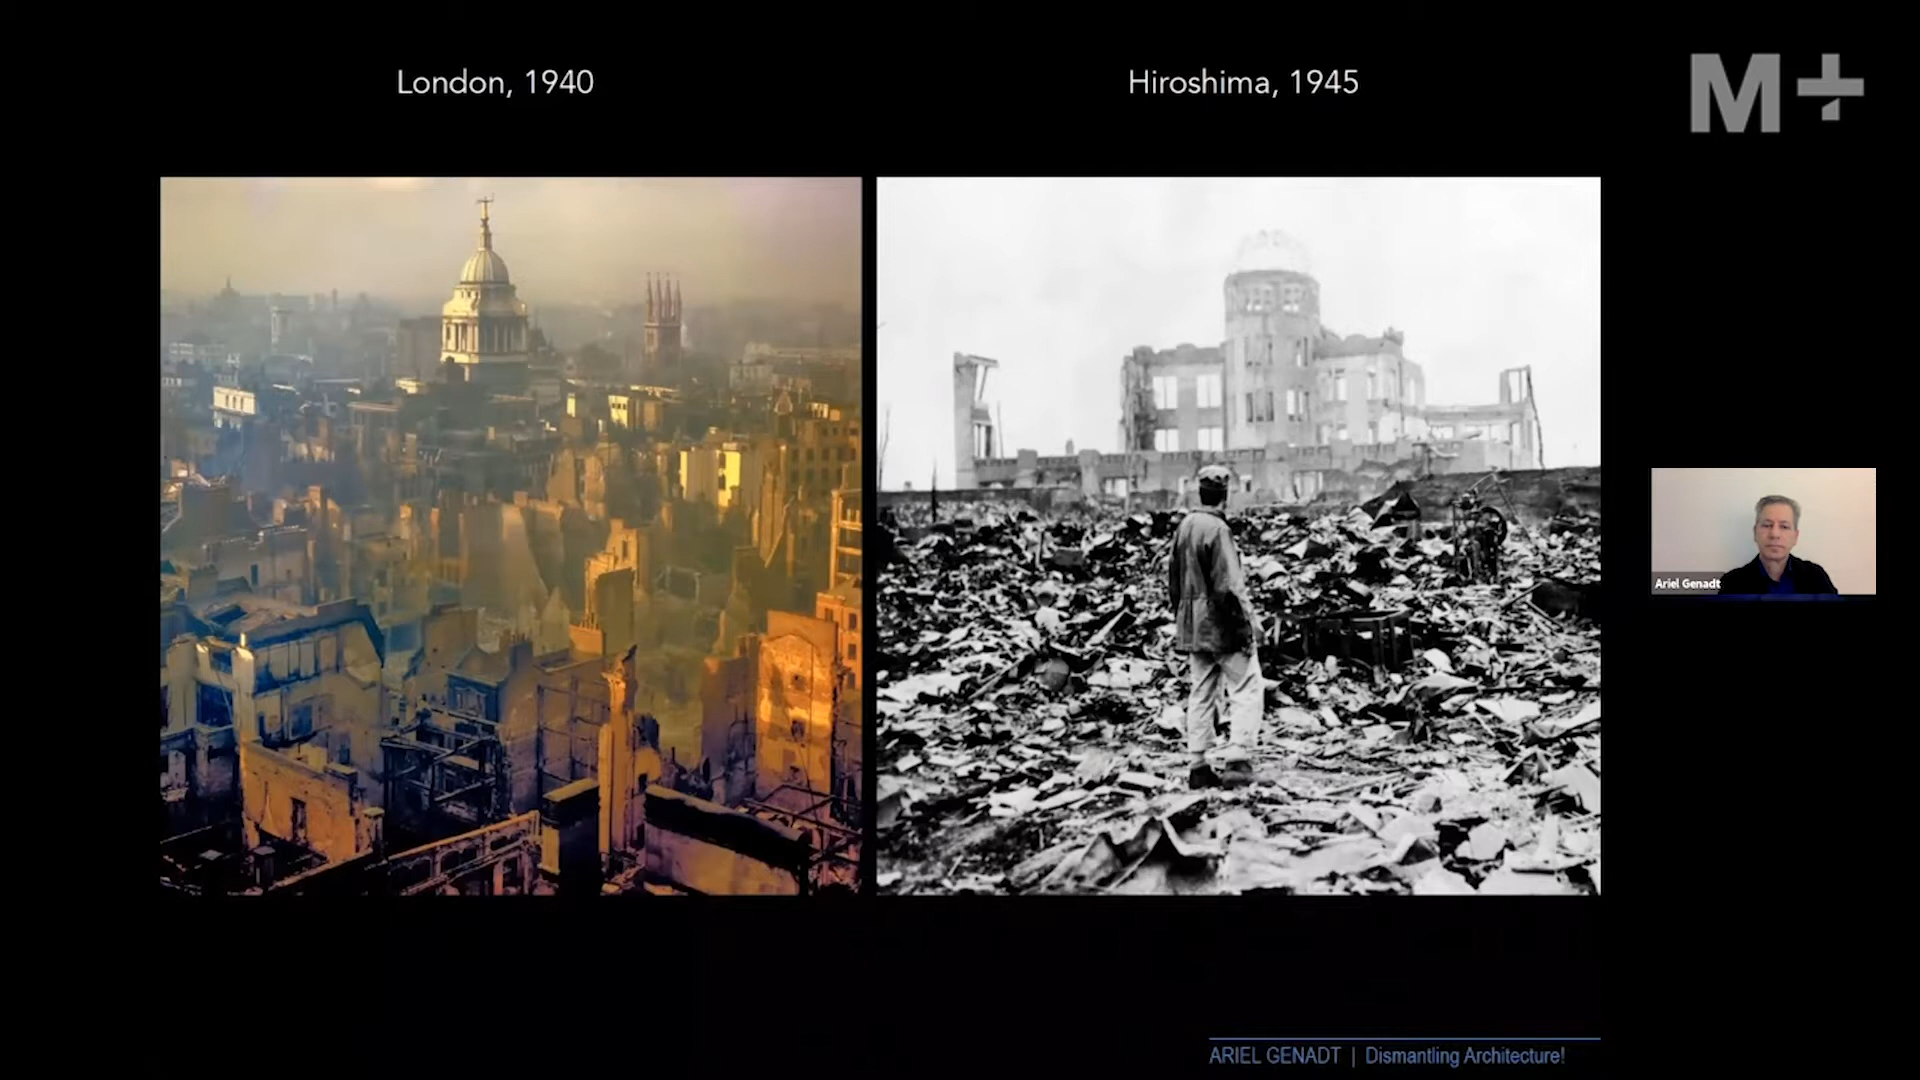 London, 1940
Hiroshima, 1945
M+
Ariel Genadt
ARIEL GENADT | Dismantling Architecture!